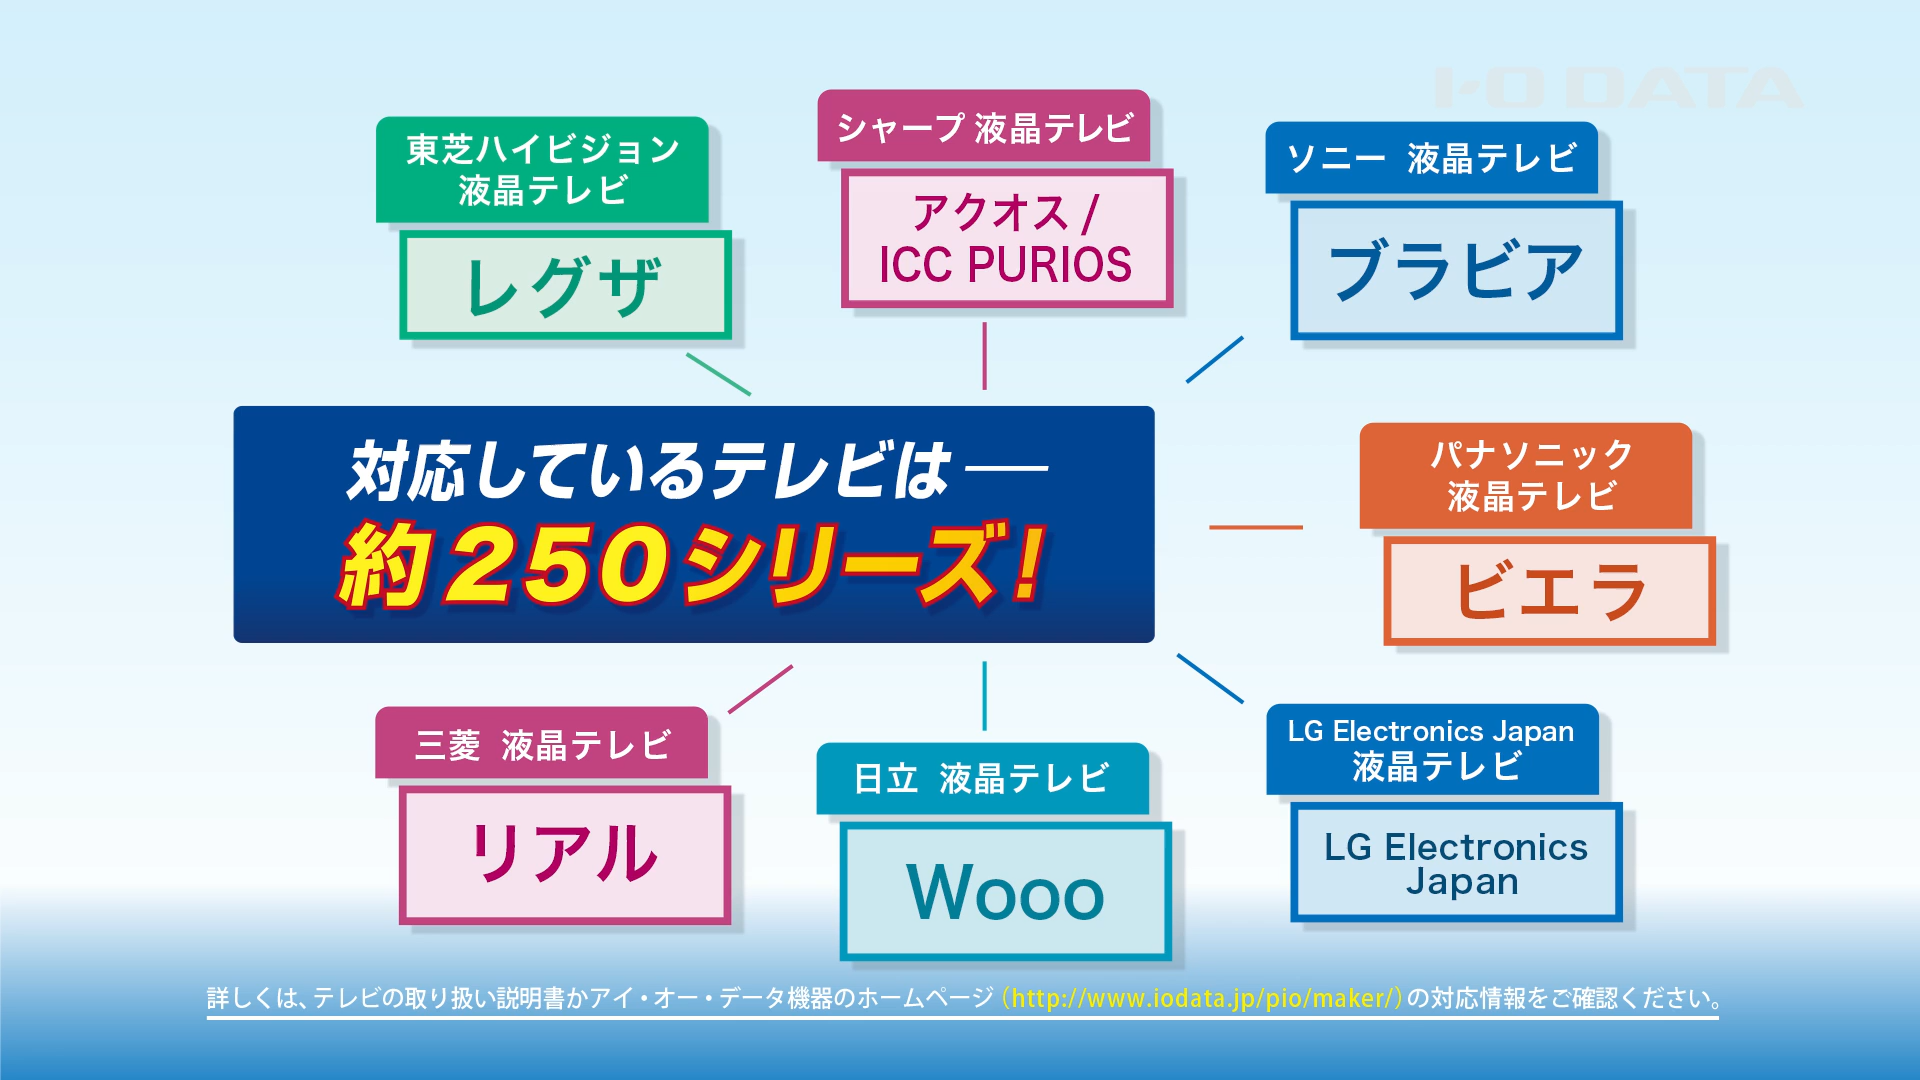 I-O DATA
東芝ハイビジョン
液晶テレビ
レグザ
シャープ 液晶テレビ
アクオス /
ICC PURIOS
ソニー 液晶テレビ
ブラビア
対応しているテレビは──
約250シリーズ!
パナソニック
液晶テレビ
ビエラ
三菱 液晶テレビ
リアル
日立 液晶テレビ
Wooo
LG Electronics Japan
液晶テレビ
LG Electronics
Japan
詳しくは、テレビの取り扱い説明書かアイ・オー・データ機器のホームページ（http://www.iodata.jp/pio/maker/）の対応情報をご確認ください。